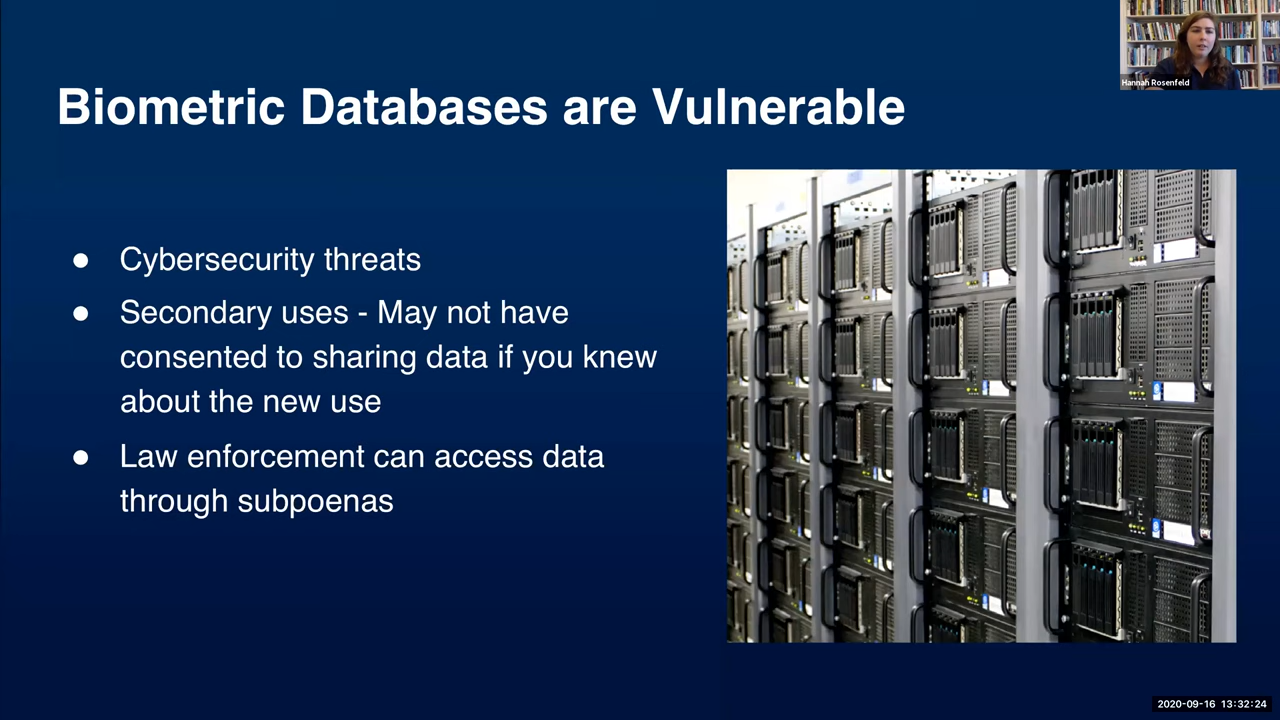 Hannah Rosenfeld
Biometric Databases are Vulnerable
● Cybersecurity threats
● Secondary uses - May not have
consented to sharing data if you knew
about the new use
● Law enforcement can access data
through subpoenas
2020-09-16 13:32:24